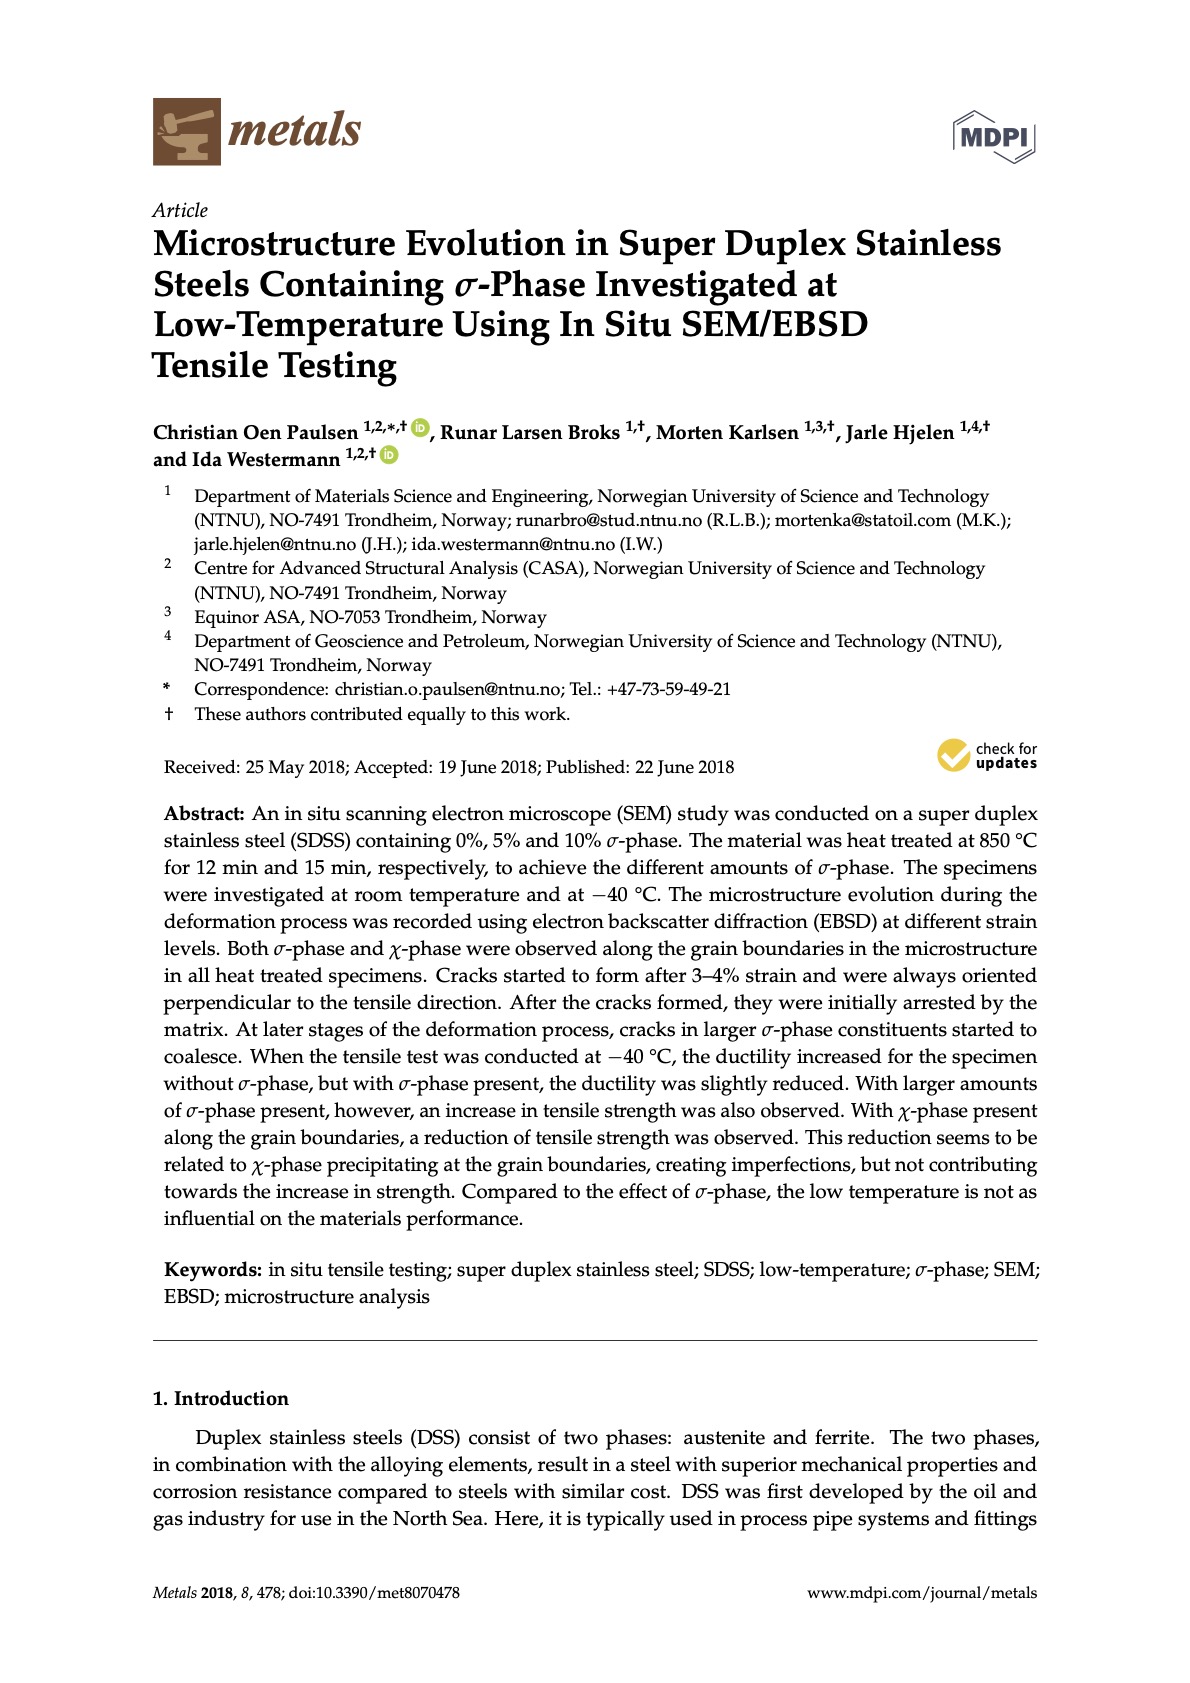 metals
MDPI
Article
Microstructure Evolution in Super Duplex Stainless
Steels Containing σ-Phase Investigated at
Low-Temperature Using In Situ SEM/EBSD
Tensile Testing
Christian Oen Paulsen 1,2,*,† iD, Runar Larsen Broks 1,†, Morten Karlsen 1,3,†, Jarle Hjelen 1,4,†
and Ida Westermann 1,2,† iD
1 Department of Materials Science and Engineering, Norwegian University of Science and Technology
(NTNU), NO-7491 Trondheim, Norway; runarbro@stud.ntnu.no (R.L.B.); mortenka@statoil.com (M.K.);
jarle.hjelen@ntnu.no (J.H.); ida.westermann@ntnu.no (I.W.)
2 Centre for Advanced Structural Analysis (CASA), Norwegian University of Science and Technology
(NTNU), NO-7491 Trondheim, Norway
3 Equinor ASA, NO-7053 Trondheim, Norway
4 Department of Geoscience and Petroleum, Norwegian University of Science and Technology (NTNU),
NO-7491 Trondheim, Norway
* Correspondence: christian.o.paulsen@ntnu.no; Tel.: +47-73-59-49-21
† These authors contributed equally to this work.
Received: 25 May 2018; Accepted: 19 June 2018; Published: 22 June 2018
check for
updates
Abstract: An in situ scanning electron microscope (SEM) study was conducted on a super duplex
stainless steel (SDSS) containing 0%, 5% and 10% σ-phase. The material was heat treated at 850 °C
for 12 min and 15 min, respectively, to achieve the different amounts of σ-phase. The specimens
were investigated at room temperature and at −40 °C. The microstructure evolution during the
deformation process was recorded using electron backscatter diffraction (EBSD) at different strain
levels. Both σ-phase and χ-phase were observed along the grain boundaries in the microstructure
in all heat treated specimens. Cracks started to form after 3–4% strain and were always oriented
perpendicular to the tensile direction. After the cracks formed, they were initially arrested by the
matrix. At later stages of the deformation process, cracks in larger σ-phase constituents started to
coalesce. When the tensile test was conducted at −40 °C, the ductility increased for the specimen
without σ-phase, but with σ-phase present, the ductility was slightly reduced. With larger amounts
of σ-phase present, however, an increase in tensile strength was also observed. With χ-phase present
along the grain boundaries, a reduction of tensile strength was observed. This reduction seems to be
related to χ-phase precipitating at the grain boundaries, creating imperfections, but not contributing
towards the increase in strength. Compared to the effect of σ-phase, the low temperature is not as
influential on the materials performance.
Keywords: in situ tensile testing; super duplex stainless steel; SDSS; low-temperature; σ-phase; SEM;
EBSD; microstructure analysis
1. Introduction
Duplex stainless steels (DSS) consist of two phases: austenite and ferrite. The two phases,
in combination with the alloying elements, result in a steel with superior mechanical properties and
corrosion resistance compared to steels with similar cost. DSS was first developed by the oil and
gas industry for use in the North Sea. Here, it is typically used in process pipe systems and fittings
Metals 2018, 8, 478; doi:10.3390/met8070478
www.mdpi.com/journal/metals